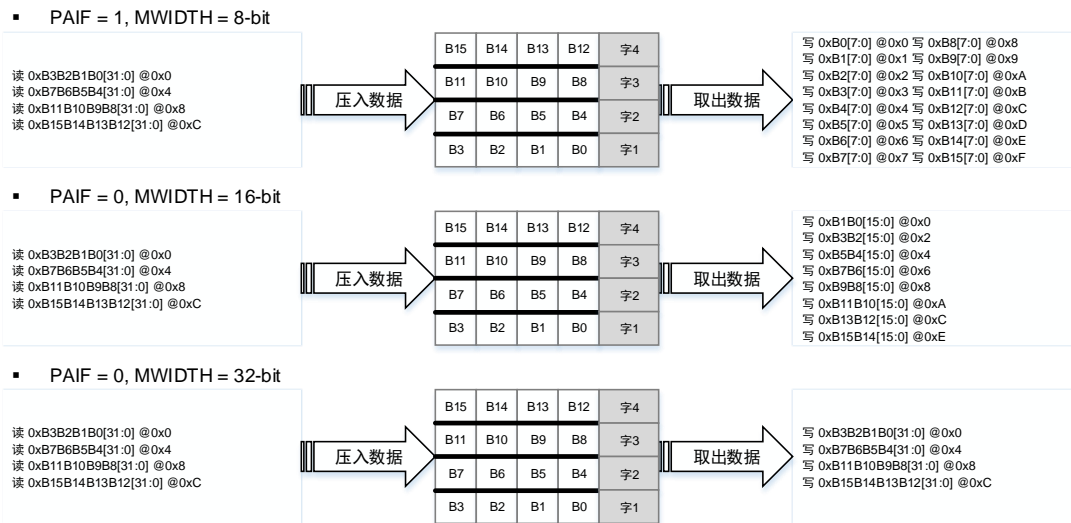 ▪ PAIF = 1, MWIDTH = 8-bit
读 0xB3B2B1B0[31:0] @0x0
读 0xB7B6B5B4[31:0] @0x4
读 0xB11B10B9B8[31:0] @0x8
读 0xB15B14B13B12[31:0] @0xC
压入数据
B15 B14 B13 B12 字4
B11 B10 B9 B8 字3
B7 B6 B5 B4 字2
B3 B2 B1 B0 字1
取出数据
写 0xB0[7:0] @0x0 写 0xB8[7:0] @0x8
写 0xB1[7:0] @0x1 写 0xB9[7:0] @0x9
写 0xB2[7:0] @0x2 写 0xB10[7:0] @0xA
写 0xB3[7:0] @0x3 写 0xB11[7:0] @0xB
写 0xB4[7:0] @0x4 写 0xB12[7:0] @0xC
写 0xB5[7:0] @0x5 写 0xB13[7:0] @0xD
写 0xB6[7:0] @0x6 写 0xB14[7:0] @0xE
写 0xB7[7:0] @0x7 写 0xB15[7:0] @0xF
▪ PAIF = 0, MWIDTH = 16-bit
读 0xB3B2B1B0[31:0] @0x0
读 0xB7B6B5B4[31:0] @0x4
读 0xB11B10B9B8[31:0] @0x8
读 0xB15B14B13B12[31:0] @0xC
压入数据
B15 B14 B13 B12 字4
B11 B10 B9 B8 字3
B7 B6 B5 B4 字2
B3 B2 B1 B0 字1
取出数据
写 0xB1B0[15:0] @0x0
写 0xB3B2[15:0] @0x2
写 0xB5B4[15:0] @0x4
写 0xB7B6[15:0] @0x6
写 0xB9B8[15:0] @0x8
写 0xB11B10[15:0] @0xA
写 0xB13B12[15:0] @0xC
写 0xB15B14[15:0] @0xE
▪ PAIF = 0, MWIDTH = 32-bit
读 0xB3B2B1B0[31:0] @0x0
读 0xB7B6B5B4[31:0] @0x4
读 0xB11B10B9B8[31:0] @0x8
读 0xB15B14B13B12[31:0] @0xC
压入数据
B15 B14 B13 B12 字4
B11 B10 B9 B8 字3
B7 B6 B5 B4 字2
B3 B2 B1 B0 字1
取出数据
写 0xB3B2B1B0[31:0] @0x0
写 0xB7B6B5B4[31:0] @0x4
写 0xB11B10B9B8[31:0] @0x8
写 0xB15B14B13B12[31:0] @0xC